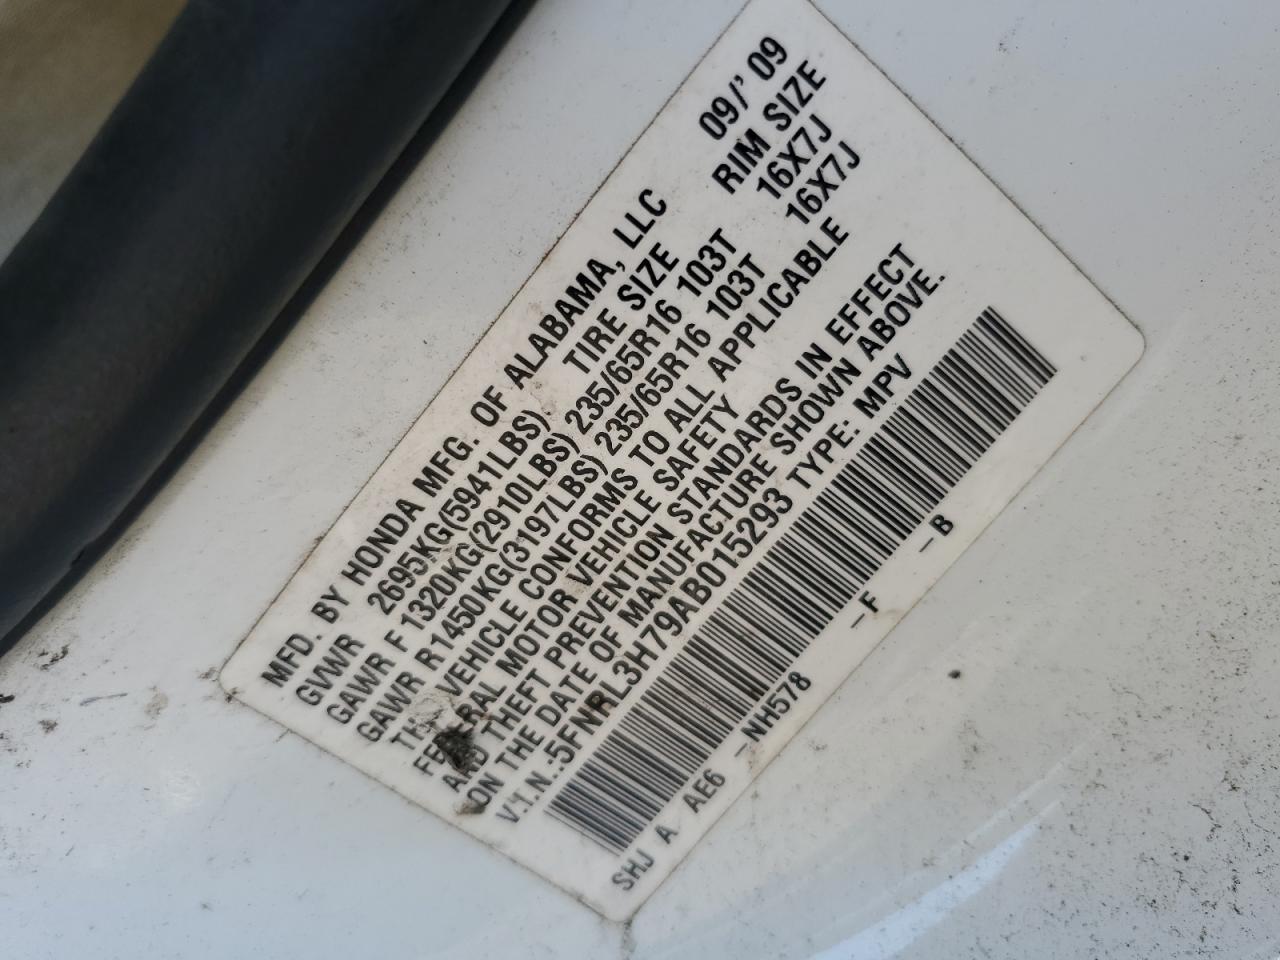 MFD. BY HONDA MFG. OF ALABAMA, LLC 09/'09
GVWR 2695KG(5941LBS) TIRE SIZE RIM SIZE
GAWR F 1320KG(2910LBS) 235/65R16 103T 16X7J
GAWR R1450KG(3197LBS) 235/65R16 103T 16X7J
VEHICLE CONFORMS TO ALL APPLICABLE
FEDERAL MOTOR VEHICLE SAFETY
AND THEFT PREVENTION STANDARDS IN EFFECT
ON THE DATE OF MANUFACTURE SHOWN ABOVE.
V.I.N.:5FNRL3H79AB015293 TYPE: MPV
SHJ A AE6 -NH578 -F -B